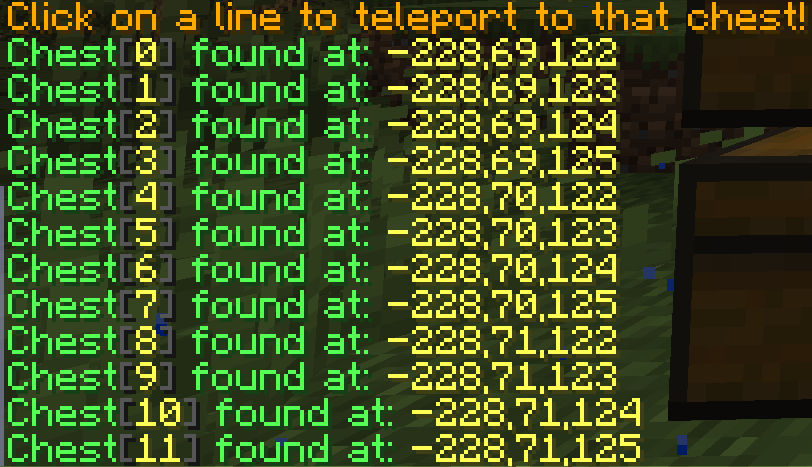 Click on a line to teleport to that chest!
Chest[0] found at: -228,69,122
Chest[1] found at: -228,69,123
Chest[2] found at: -228,69,124
Chest[3] found at: -228,69,125
Chest[4] found at: -228,70,122
Chest[5] found at: -228,70,123
Chest[6] found at: -228,70,124
Chest[7] found at: -228,70,125
Chest[8] found at: -228,71,122
Chest[9] found at: -228,71,123
Chest[10] found at: -228,71,124
Chest[11] found at: -228,71,125